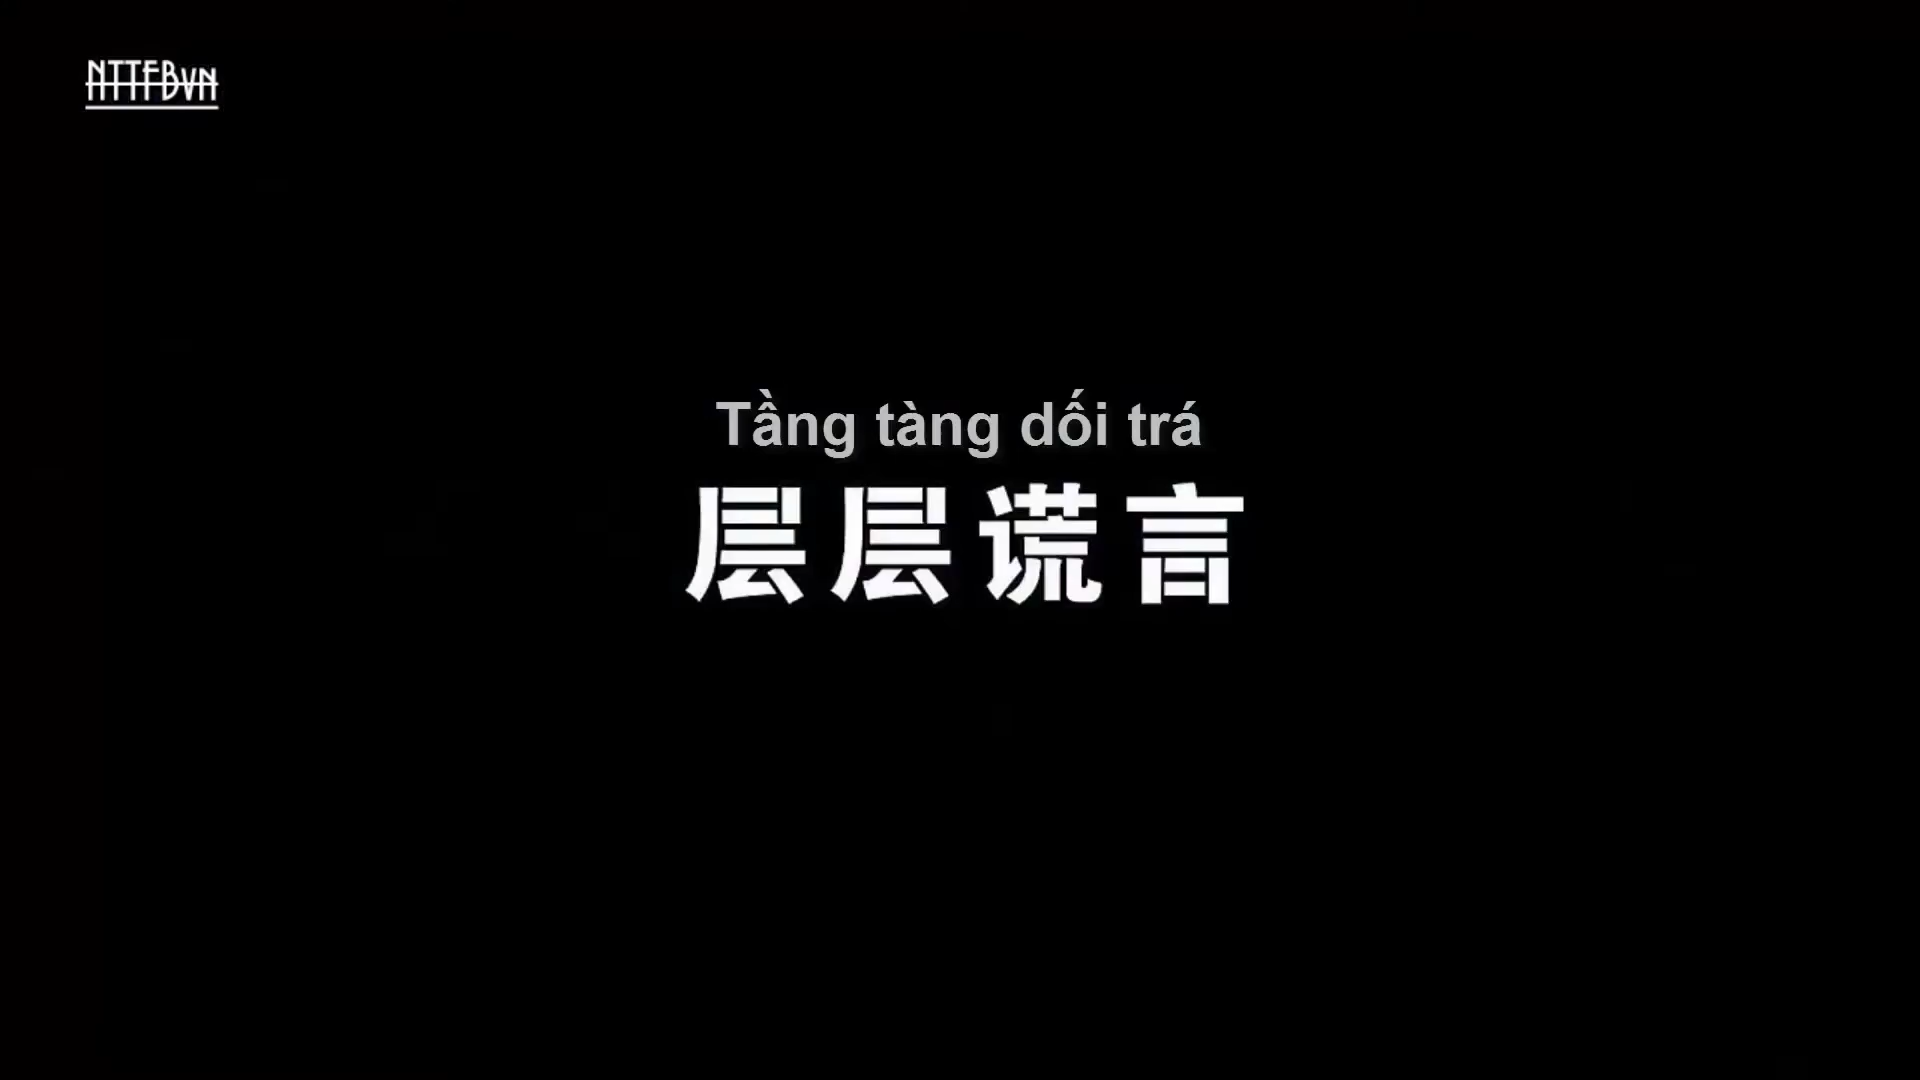 NTTFBVN
Tầng tàng dối trá
层层谎言